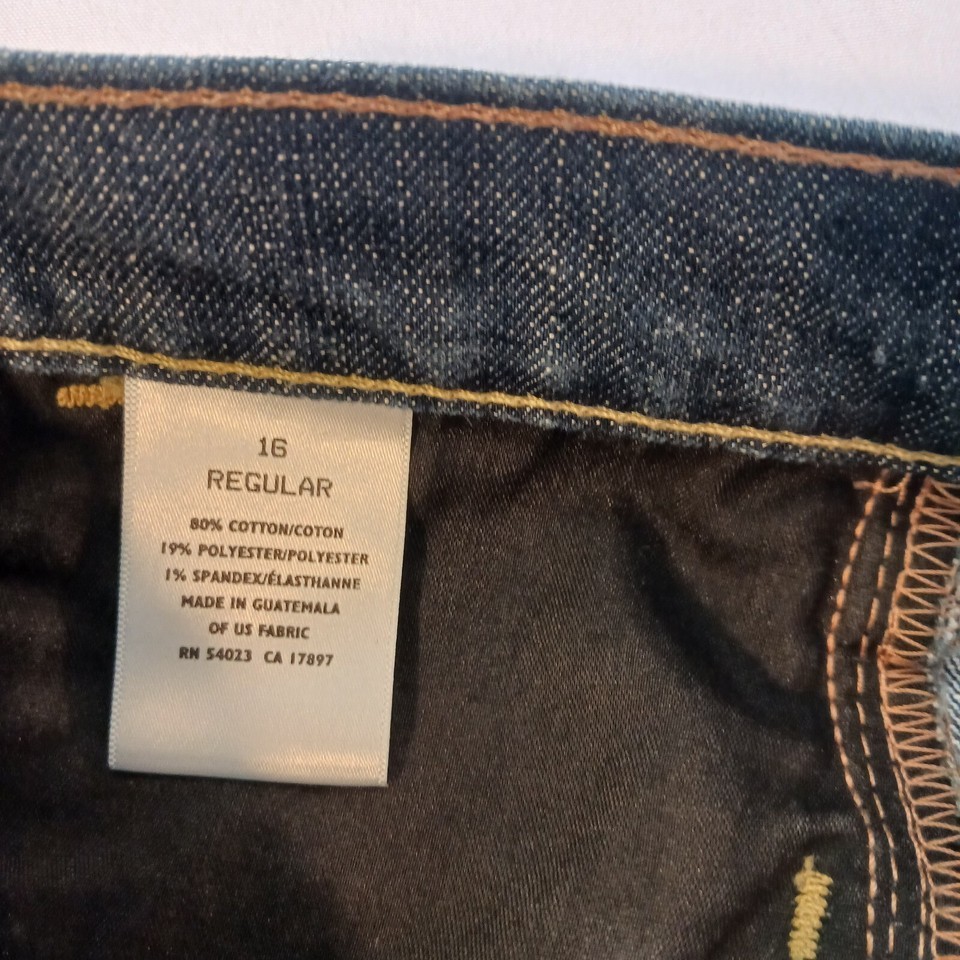 16
REGULAR
80% COTTON/COTON
19% POLYESTER/POLYESTER
1% SPANDEX/ÉLASTHANNE
MADE IN GUATEMALA
OF US FABRIC
RN 54023 CA 17897